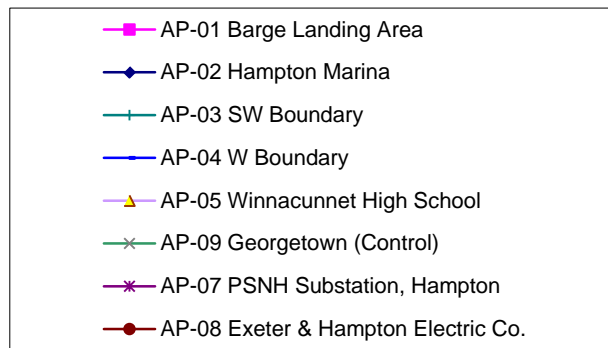 AP-01 Barge Landing Area
AP-02 Hampton Marina
AP-03 SW Boundary
AP-04 W Boundary
AP-05 Winnacunnet High School
AP-09 Georgetown (Control)
AP-07 PSNH Substation, Hampton
AP-08 Exeter & Hampton Electric Co.